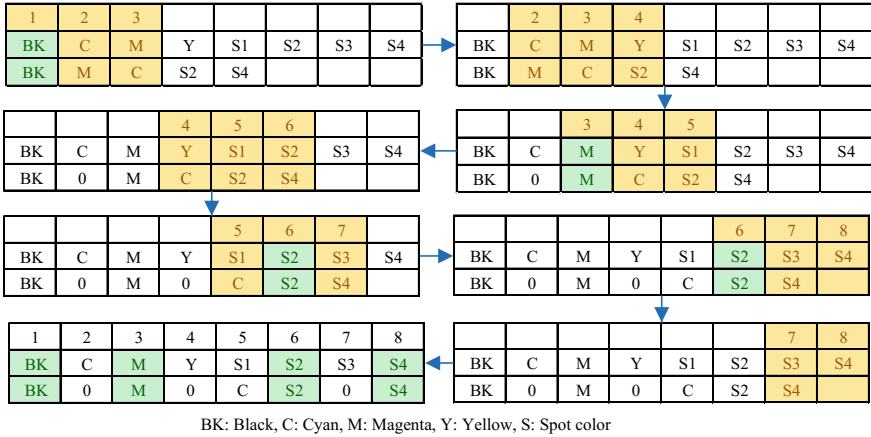 1 2 3
BK C M Y S1 S2 S3 S4
BK M C S2 S4
2 3 4
BK C M Y S1 S2 S3 S4
BK M C S2 S4
3 4 5
BK C M Y S1 S2 S3 S4
BK 0 M C S2 S4
4 5 6
BK C M Y S1 S2 S3 S4
BK 0 M C S2 S4
5 6 7
BK C M Y S1 S2 S3 S4
BK 0 M 0 C S2 S4
6 7 8
BK C M Y S1 S2 S3 S4
BK 0 M 0 C S2 S4
7 8
BK C M Y S1 S2 S3 S4
BK 0 M 0 C S2 S4
1 2 3 4 5 6 7 8
BK C M Y S1 S2 S3 S4
BK 0 M 0 C S2 0 S4
BK: Black, C: Cyan, M: Magenta, Y: Yellow, S: Spot color